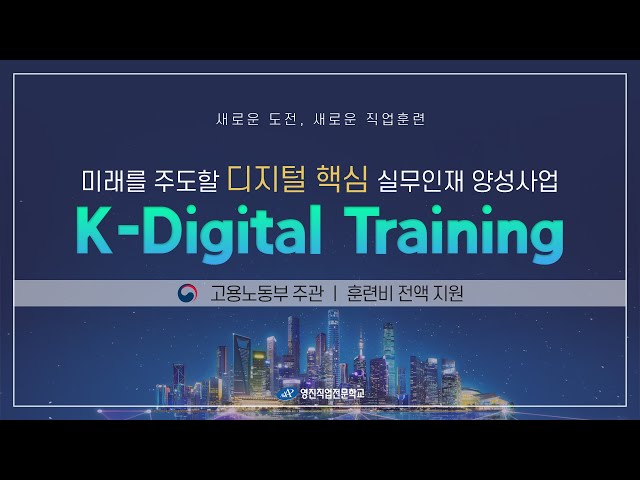 새로운 도전, 새로운 직업훈련
미래를 주도할 디지털 핵심 실무인재 양성사업
K-Digital Training
고용노동부 주관 | 훈련비 전액 지원
영진직업전문학교